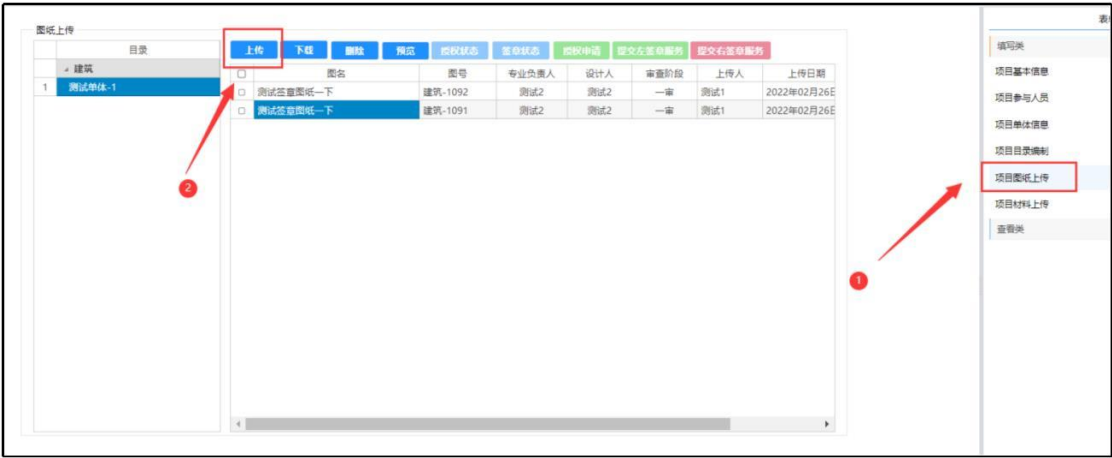 图纸上传
目录
建筑
1 测试单体-1
上传 下载 删除 预览 授权状态 签章状态 授权申请 提交左签章服务 提交右签章服务
图名 图号 专业负责人 设计人 审查阶段 上传人 上传日期
测试签章图纸一下 建筑-1092 测试2 测试2 一审 测试1 2022年02月26日
测试签章图纸一下 建筑-1091 测试2 测试2 一审 测试1 2022年02月26日
2
1
填写类
项目基本信息
项目参与人员
项目单体信息
项目目录编制
项目图纸上传
项目材料上传
查看类